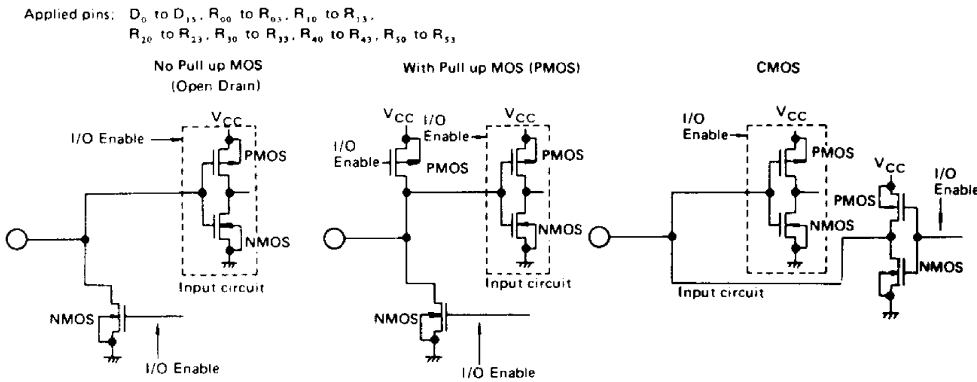 Applied pins: D₀ to D₁₅, R₀₀ to R₀₃, R₁₀ to R₁₃,
R₂₀ to R₂₃, R₃₀ to R₃₃, R₄₀ to R₄₃, R₅₀ to R₅₃
No Pull up MOS
(Open Drain)
I/O Enable
VCC
PMOS
NMOS
Input circuit
NMOS
I/O Enable
With Pull up MOS (PMOS)
VCC
I/O
Enable
VCC
I/O
Enable
PMOS
PMOS
NMOS
Input circuit
NMOS
I/O Enable
CMOS
I/O
Enable
VCC
PMOS
NMOS
Input circuit
VCC
PMOS
I/O
Enable
NMOS